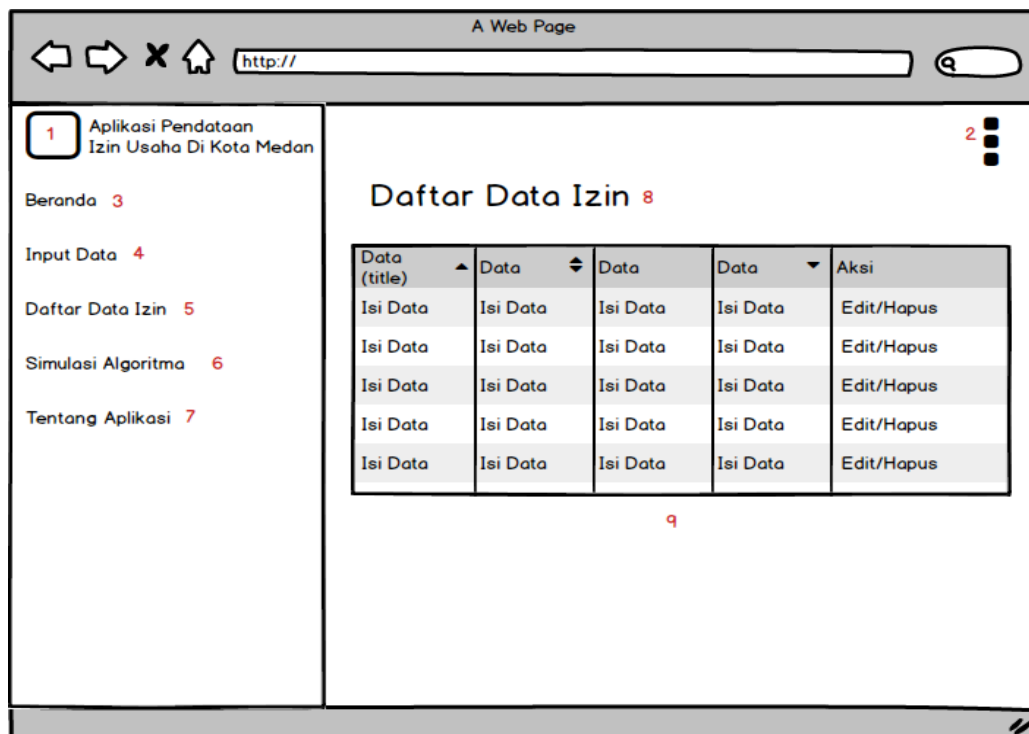 A Web Page
http://
1 Aplikasi Pendataan
Izin Usaha Di Kota Medan
2
Beranda 3
Input Data 4
Daftar Data Izin 5
Simulasi Algoritma 6
Tentang Aplikasi 7
Daftar Data Izin 8
Data (title) Data Data Data Aksi
Isi Data Isi Data Isi Data Isi Data Edit/Hapus
Isi Data Isi Data Isi Data Isi Data Edit/Hapus
Isi Data Isi Data Isi Data Isi Data Edit/Hapus
Isi Data Isi Data Isi Data Isi Data Edit/Hapus
Isi Data Isi Data Isi Data Isi Data Edit/Hapus
9